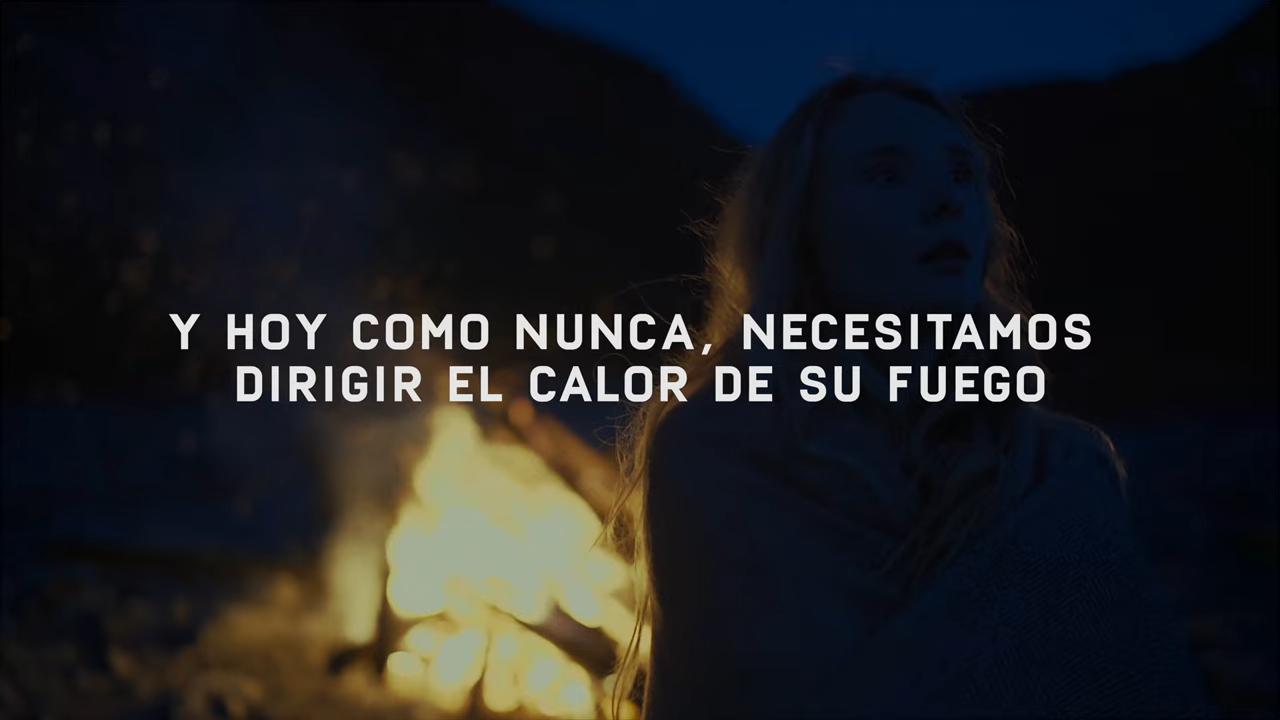 Y HOY COMO NUNCA, NECESITAMOS
DIRIGIR EL CALOR DE SU FUEGO